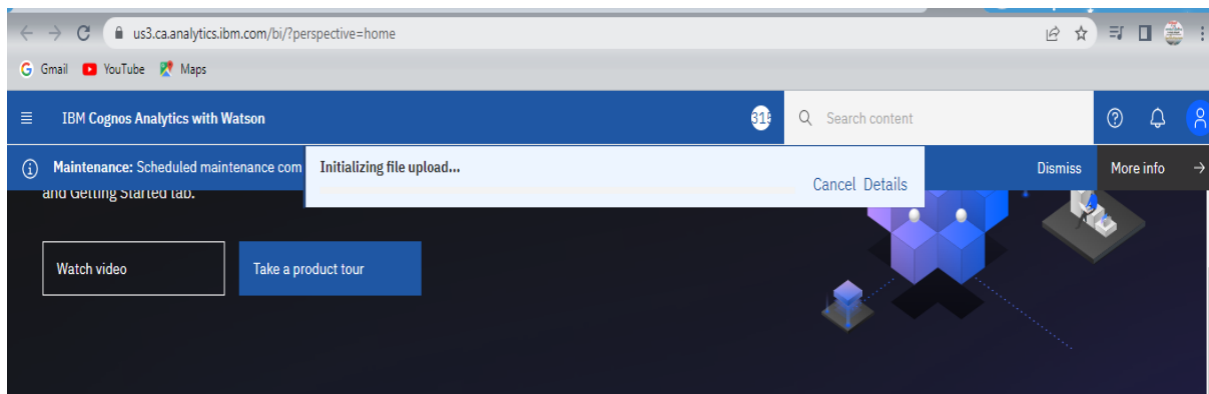 us3.ca.analytics.ibm.com/bi/?perspective=home
Gmail YouTube Maps
IBM Cognos Analytics with Watson
Search content
Maintenance: Scheduled maintenance com
Initializing file upload...
Cancel Details
Dismiss More info
and Getting Started tab.
Watch video
Take a product tour